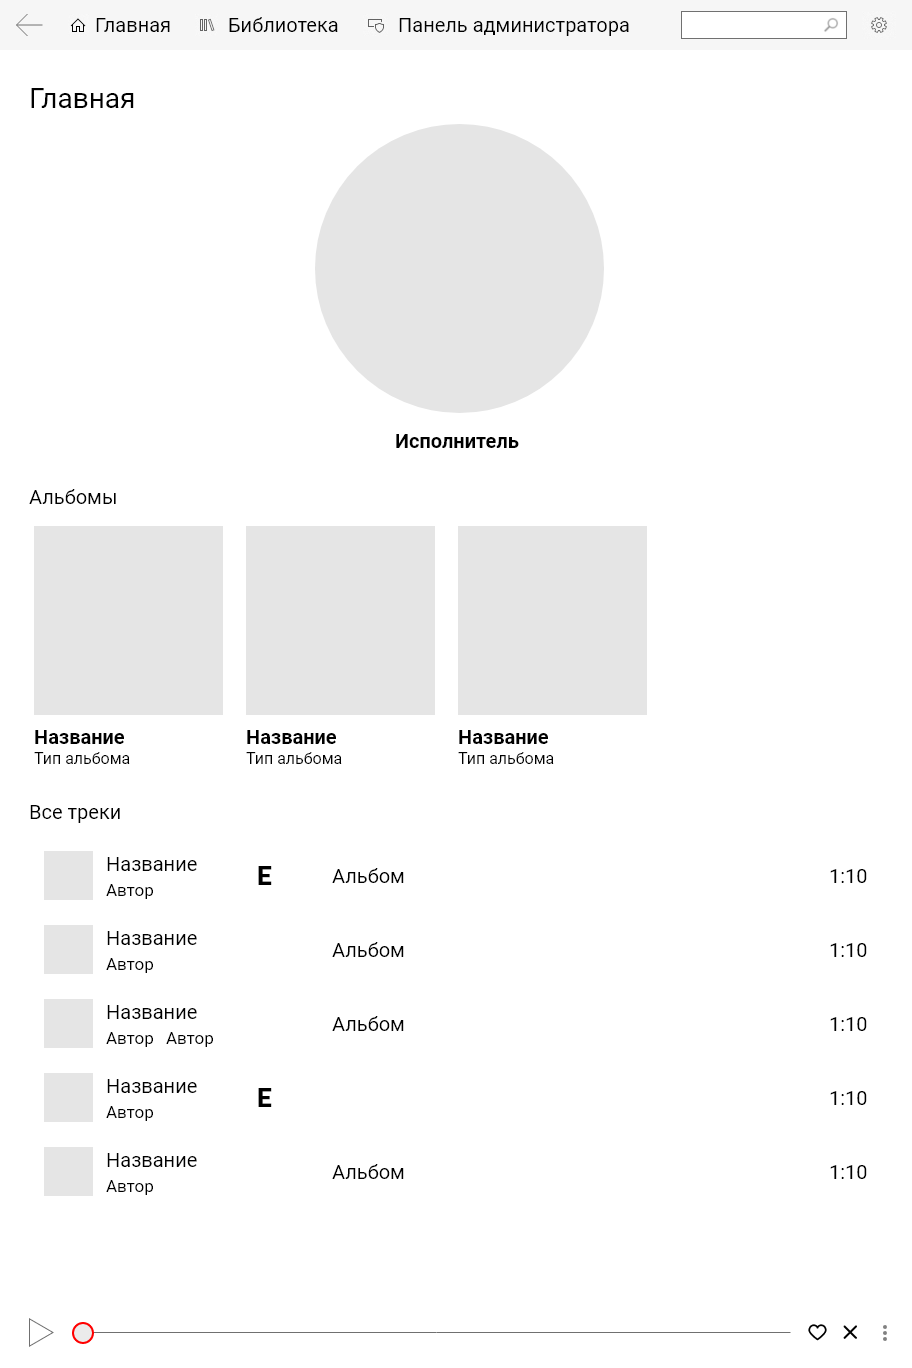 Главная Библиотека Панель администратора
Главная
Исполнитель
Альбомы
Название Название Название
Тип альбома Тип альбома Тип альбома
Все треки
Название
Автор
E Альбом 1:10
Название
Автор
Альбом 1:10
Название
Автор Автор
Альбом 1:10
Название
Автор
E 1:10
Название
Автор
Альбом 1:10